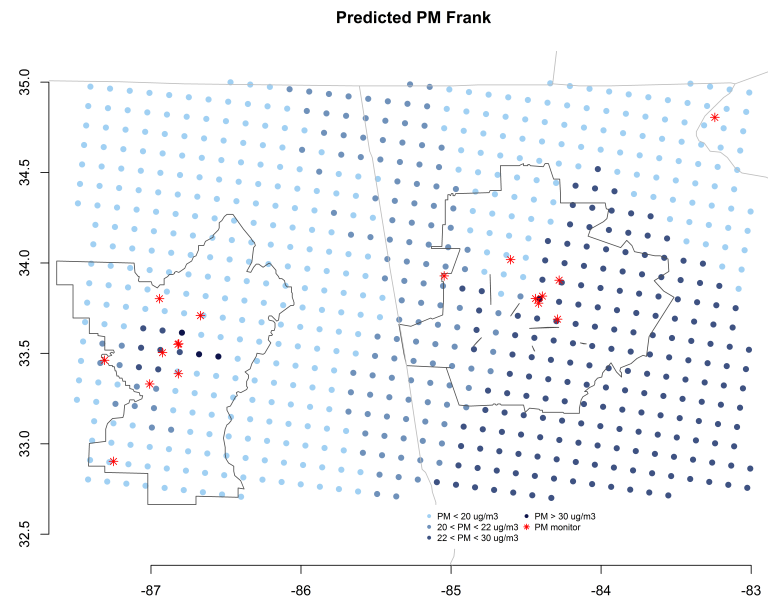 Predicted PM Frank
35.0
34.5
34.0
33.5
33.0
32.5
PM < 20 ug/m3 PM > 30 ug/m3
20 < PM < 22 ug/m3 PM monitor
22 < PM < 30 ug/m3
-87 -86 -85 -84 -83